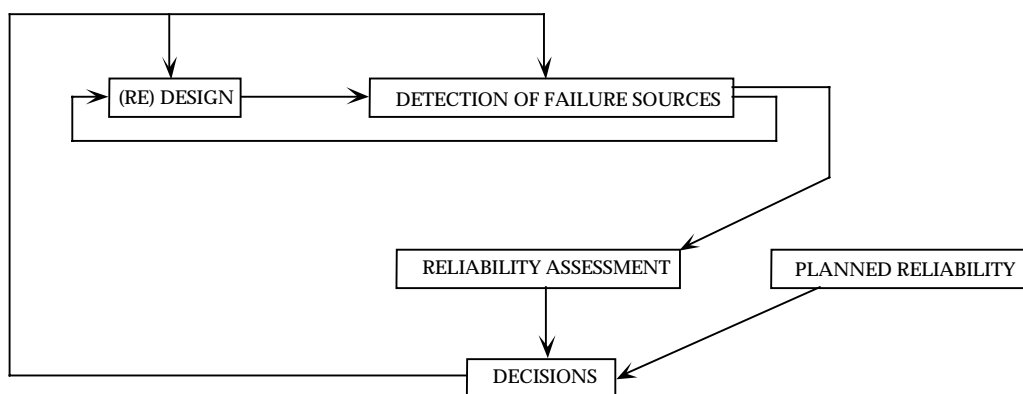 (RE) DESIGN
DETECTION OF FAILURE SOURCES
RELIABILITY ASSESSMENT
PLANNED RELIABILITY
DECISIONS